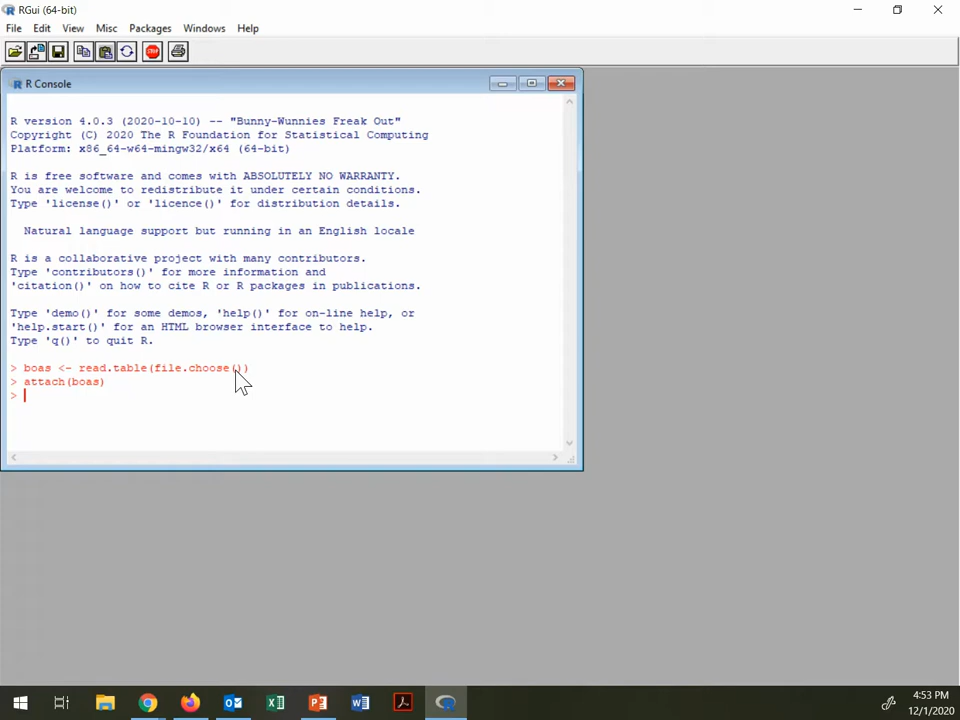 RGui (64-bit)
File Edit View Misc Packages Windows Help
STOP
R Console
R version 4.0.3 (2020-10-10) -- "Bunny-Wunnies Freak Out"
Copyright (C) 2020 The R Foundation for Statistical Computing
Platform: x86_64-w64-mingw32/x64 (64-bit)
R is free software and comes with ABSOLUTELY NO WARRANTY.
You are welcome to redistribute it under certain conditions.
Type 'license()' or 'licence()' for distribution details.
Natural language support but running in an English locale
R is a collaborative project with many contributors.
Type 'contributors()' for more information and
'citation()' on how to cite R or R packages in publications.
Type 'demo()' for some demos, 'help()' for on-line help, or
'help.start()' for an HTML browser interface to help.
Type 'q()' to quit R.
> boas <- read.table(file.choose())
> attach(boas)
>
4:53 PM
12/1/2020